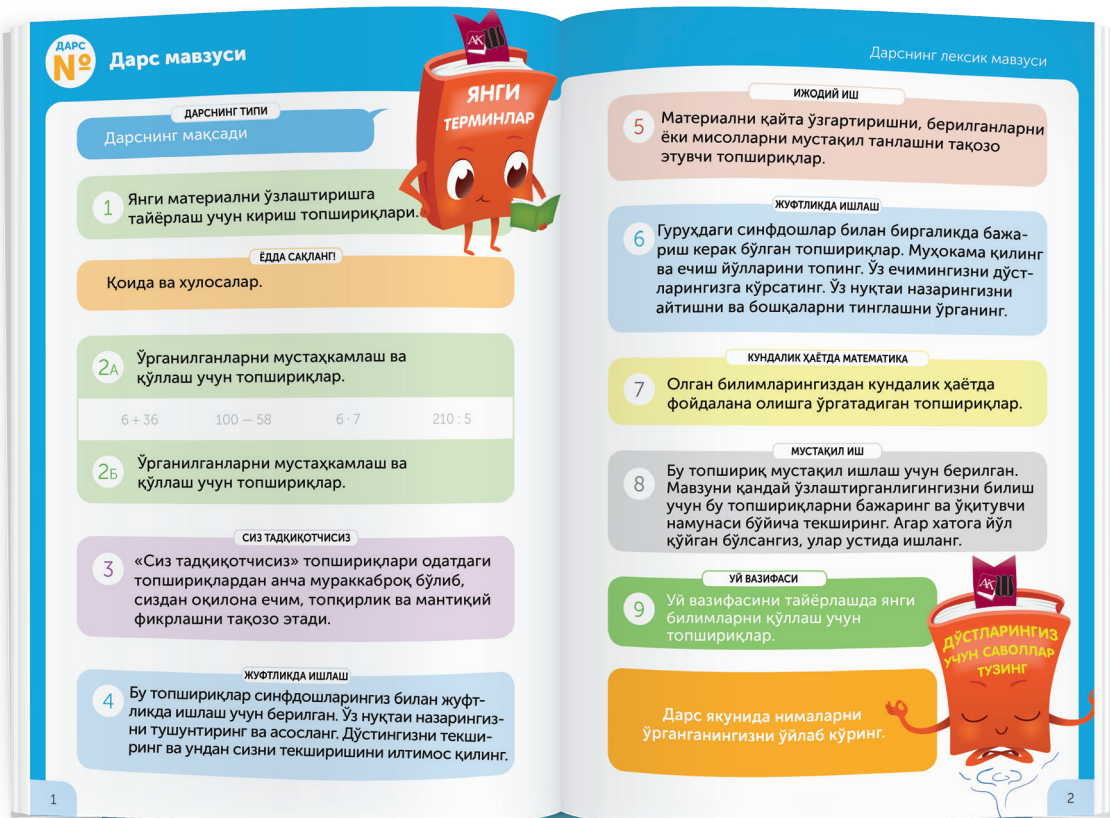 ДАРС
№
Дарс мавзуси
ДАРСНИНГ ТИПИ
Дарснинг мақсади
АК
ЯНГИ
ТЕРМИНЛАР
1
Янги материални ўзлаштиришга
тайёрлаш учун кириш топшириқлари.
ЁДДА САҚЛАНГ!
Қоида ва хулосалар.
2А
Ўрганилганларни мустаҳкамлаш ва
қўллаш учун топшириқлар.
6 + 36 100 − 58 6 · 7 210 : 5
2Б
Ўрганилганларни мустаҳкамлаш ва
қўллаш учун топшириқлар.
СИЗ ТАДҚИҚОТЧИСИЗ
3
«Сиз тадқиқотчисиз» топшириқлари одатдаги
топшириқлардан анча мураккаброқ бўлиб,
сиздан оқилона ечим, топқирлик ва мантиқий
фикрлашни тақозо этади.
ЖУФТЛИКДА ИШЛАШ
4
Бу топшириқлар синфдошларингиз билан жуфт-
ликда ишлаш учун берилган. Ўз нуқтаи назарингиз-
ни тушунтиринг ва асосланг. Дўстингизни текши-
ринг ва ундан сизни текширишини илтимос қилинг.
1
Дарснинг лексик мавзуси
ИЖОДИЙ ИШ
5
Материални қайта ўзгартиришни, берилганларни
ёки мисолларни мустақил танлашни тақозо
этувчи топшириқлар.
ЖУФТЛИКДА ИШЛАШ
6
Гуруҳдаги синфдошлар билан биргаликда бажа-
риш керак бўлган топшириқлар. Муҳокама қилинг
ва ечиш йўлларини топинг. Ўз ечимингизни дўст-
ларингизга кўрсатинг. Ўз нуқтаи назарингизни
айтишни ва бошқаларни тинглашни ўрганинг.
КУНДАЛИК ҲАЁТДА МАТЕМАТИКА
7
Олган билимларингиздан кундалик ҳаётда
фойдалана олишга ўргатадиган топшириқлар.
МУСТАҚИЛ ИШ
8
Бу топшириқ мустақил ишлаш учун берилган.
Мавзуни қандай ўзлаштирганлигингизни билиш
учун бу топшириқларни бажаринг ва ўқитувчи
намунаси бўйича текширинг. Агар хатога йўл
қўйган бўлсангиз, улар устида ишланг.
УЙ ВАЗИФАСИ
9
Уй вазифасини тайёрлашда янги
билимларни қўллаш учун
топшириқлар.
АК
ДЎСТЛАРИНГИЗ
УЧУН САВОЛЛАР
ТУЗИНГ
Дарс якунида нималарни
ўрганганингизни ўйлаб кўринг.
2